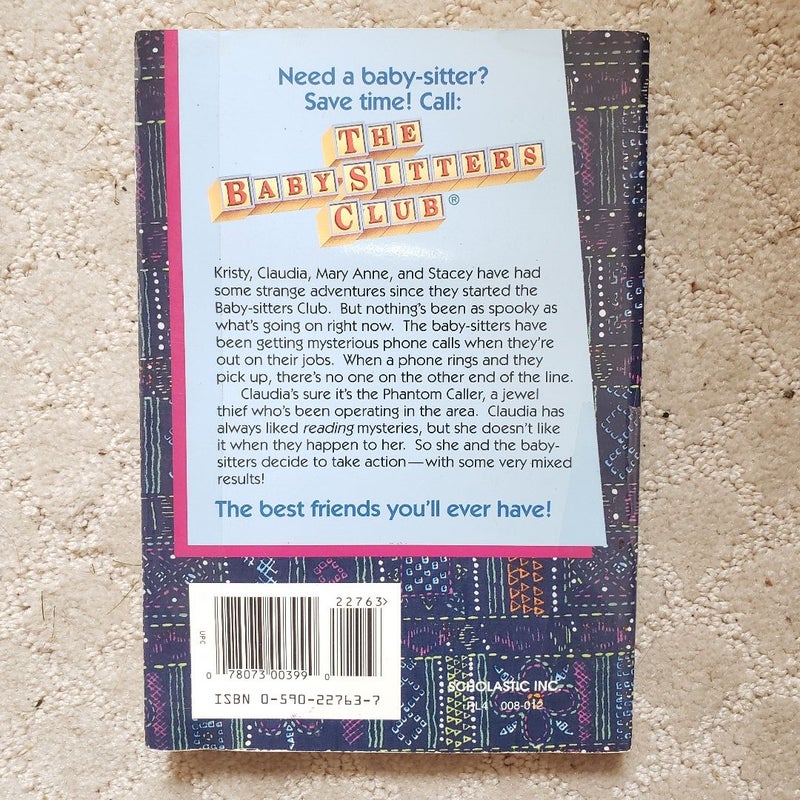 Need a baby-sitter?
Save time! Call:
THE
BABY-SITTERS
CLUB®
Kristy, Claudia, Mary Anne, and Stacey have had
some strange adventures since they started the
Baby-sitters Club. But nothing's been as spooky as
what's going on right now. The baby-sitters have
been getting mysterious phone calls when they're
out on their jobs. When a phone rings and they
pick up, there's no one on the other end of the line.
Claudia's sure it's the Phantom Caller, a jewel
thief who's been operating in the area. Claudia has
always liked reading mysteries, but she doesn't like
it when they happen to her. So she and the baby-
sitters decide to take action—with some very mixed
results!
The best friends you'll ever have!
22763>
UPC
0 78073 00399 0
ISBN 0-590-22763-7
SCHOLASTIC INC.
RL4 008-012